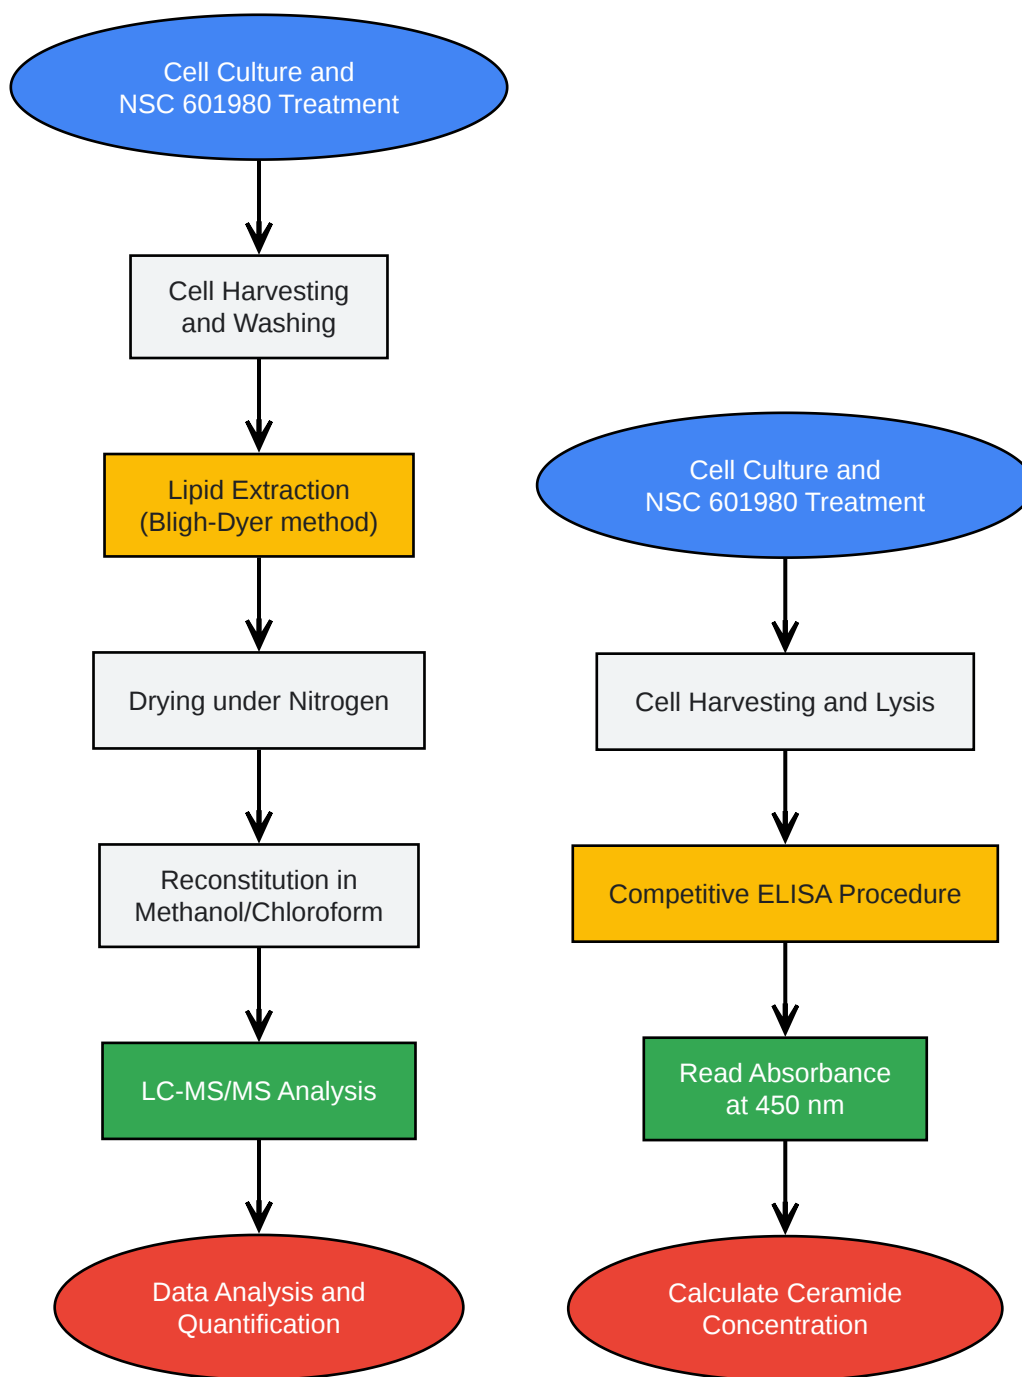 Cell Culture and
NSC 601980 Treatment
Cell Harvesting
and Washing
Lipid Extraction
(Bligh-Dyer method)
Drying under Nitrogen
Reconstitution in
Methanol/Chloroform
LC-MS/MS Analysis
Data Analysis and
Quantification
Cell Culture and
NSC 601980 Treatment
Cell Harvesting and Lysis
Competitive ELISA Procedure
Read Absorbance
at 450 nm
Calculate Ceramide
Concentration